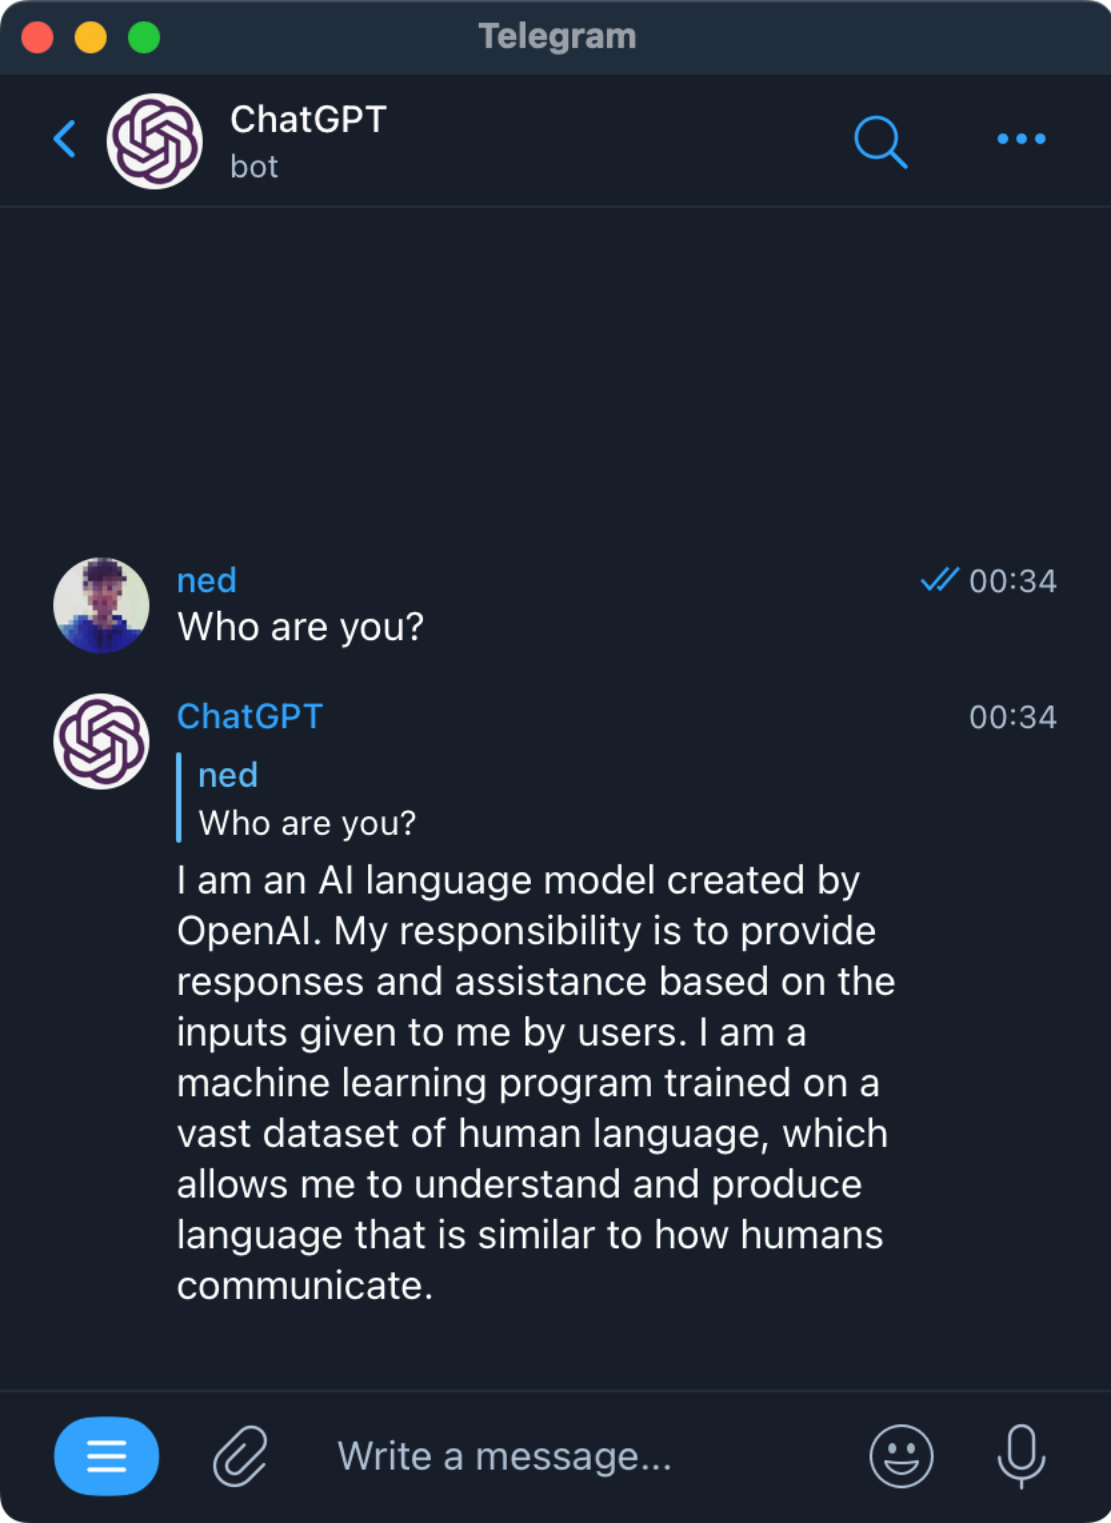 Telegram
ChatGPT
bot
ned 00:34
Who are you?
ChatGPT 00:34
ned
Who are you?
I am an AI language model created by
OpenAI. My responsibility is to provide
responses and assistance based on the
inputs given to me by users. I am a
machine learning program trained on a
vast dataset of human language, which
allows me to understand and produce
language that is similar to how humans
communicate.
Write a message...